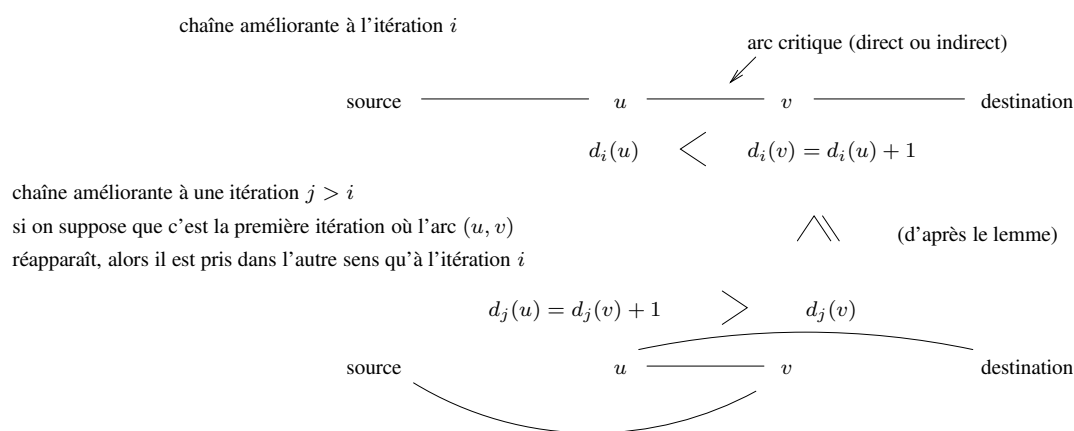 chaîne améliorante à l'itération i
arc critique (direct ou indirect)
source u v destination
d_i(u) < d_i(v) = d_i(u) + 1
chaîne améliorante à une itération j > i
si on suppose que c'est la première itération où l'arc (u, v)
(d'après le lemme)
réapparaît, alors il est pris dans l'autre sens qu'à l'itération i
d_j(u) = d_j(v) + 1 > d_j(v)
source u v destination